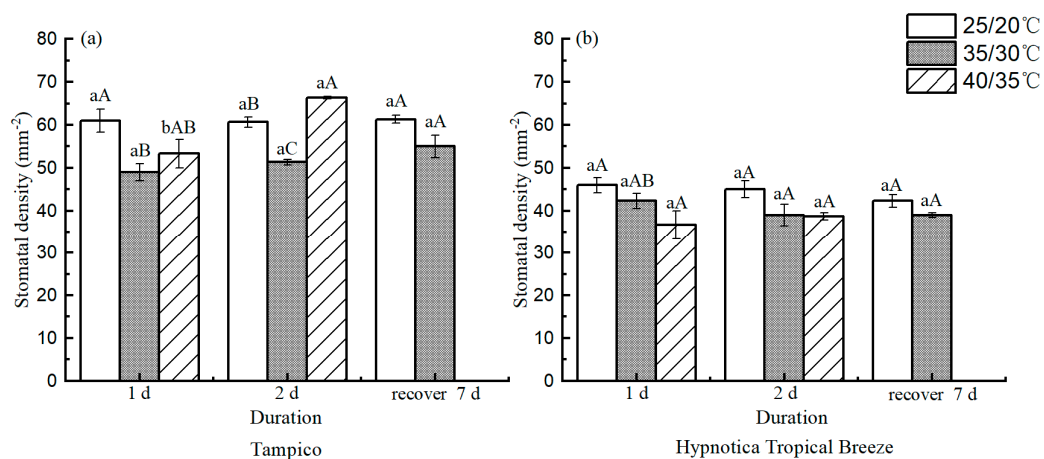 (a)
80
70
60
50
40
30
20
10
0
Stomatal density (mm⁻²)
aA
aB
bAB
aB
aC
aA
aA
aA
1 d
2 d
recover 7 d
Duration
Tampico
(b)
80
70
60
50
40
30
20
10
0
Stomatal density (mm⁻²)
aA
aAB
aA
aA
aA
aA
aA
aA
1 d
2 d
recover 7 d
Duration
Hypnotica Tropical Breeze
25/20℃
35/30℃
40/35℃